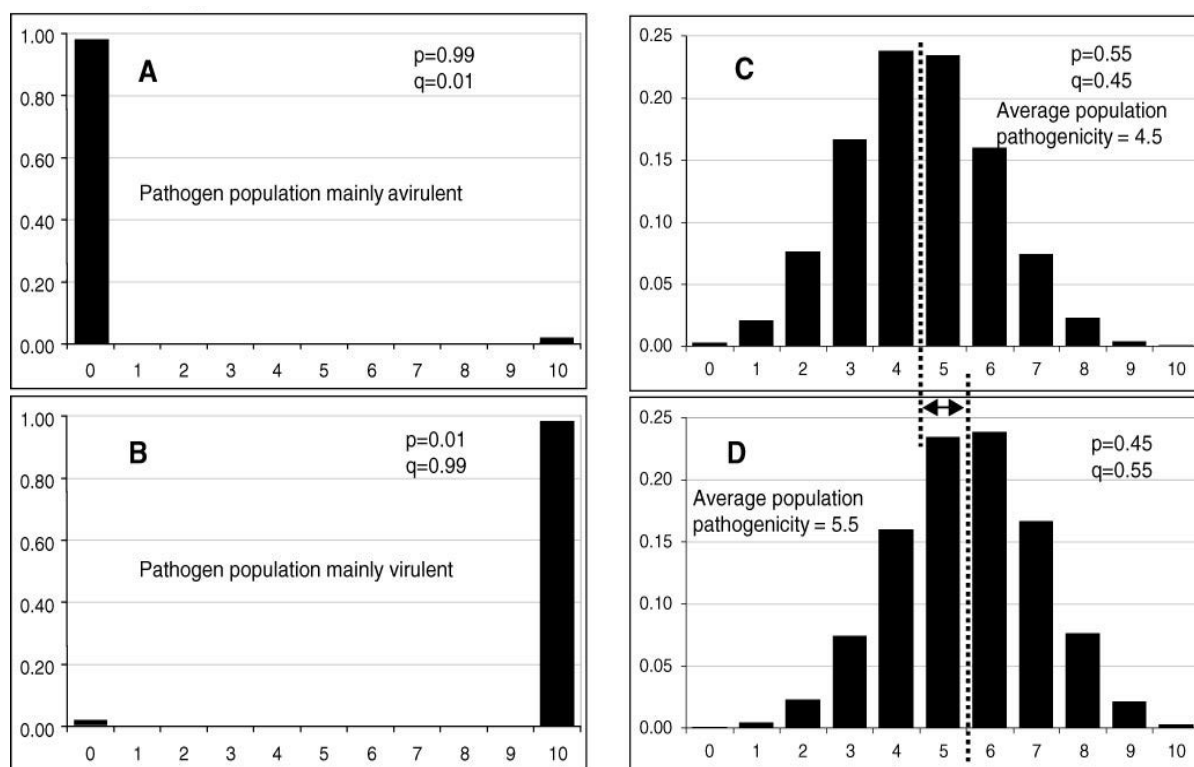 1.00
0.80
0.60
0.40
0.20
0.00
A
p=0.99
q=0.01
Pathogen population mainly avirulent
0 1 2 3 4 5 6 7 8 9 10
1.00
0.80
0.60
0.40
0.20
0.00
B
p=0.01
q=0.99
Pathogen population mainly virulent
0 1 2 3 4 5 6 7 8 9 10
0.25
0.20
0.15
0.10
0.05
0.00
C
p=0.55
q=0.45
Average population
pathogenicity = 4.5
0 1 2 3 4 5 6 7 8 9 10
0.25
0.20
0.15
0.10
0.05
0.00
D
p=0.45
q=0.55
Average population
pathogenicity = 5.5
0 1 2 3 4 5 6 7 8 9 10